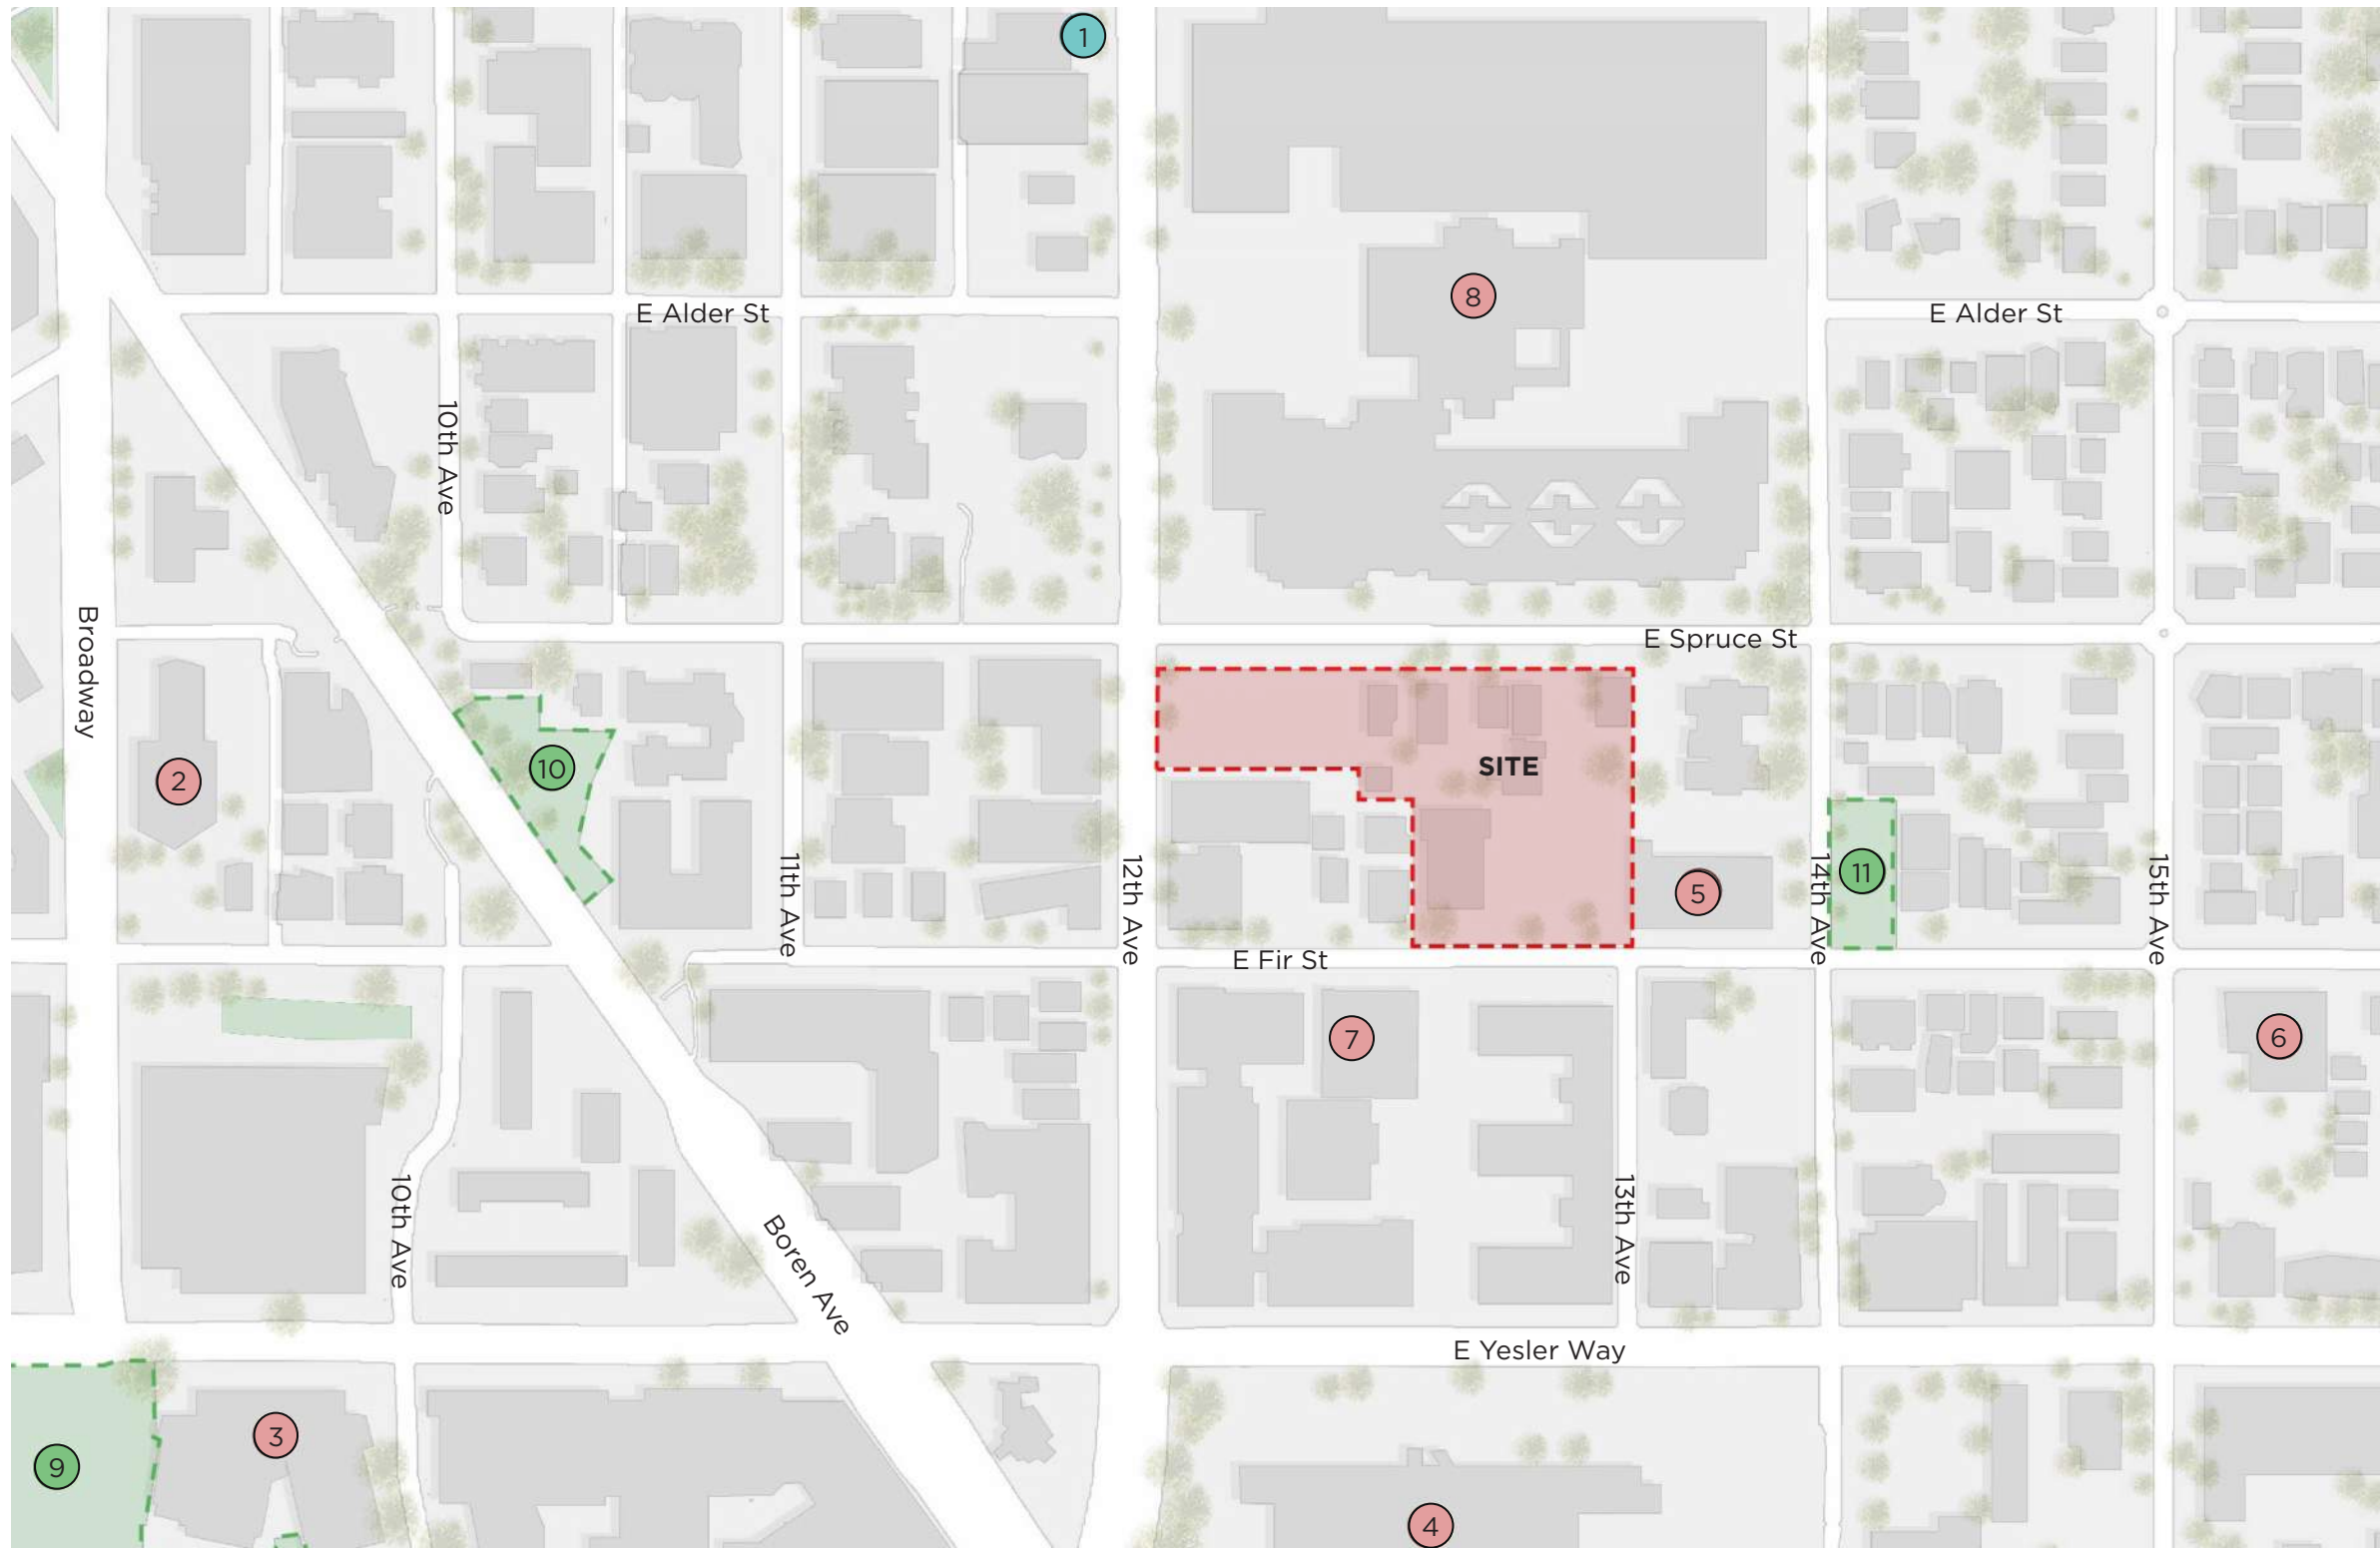 1
8
E Alder St
E Alder St
10th Ave
Broadway
E Spruce St
2
10
SITE
11th Ave
12th Ave
5
14th Ave
11
15th Ave
E Fir St
7
6
10th Ave
Boren Ave
13th Ave
E Yesler Way
3
9
4